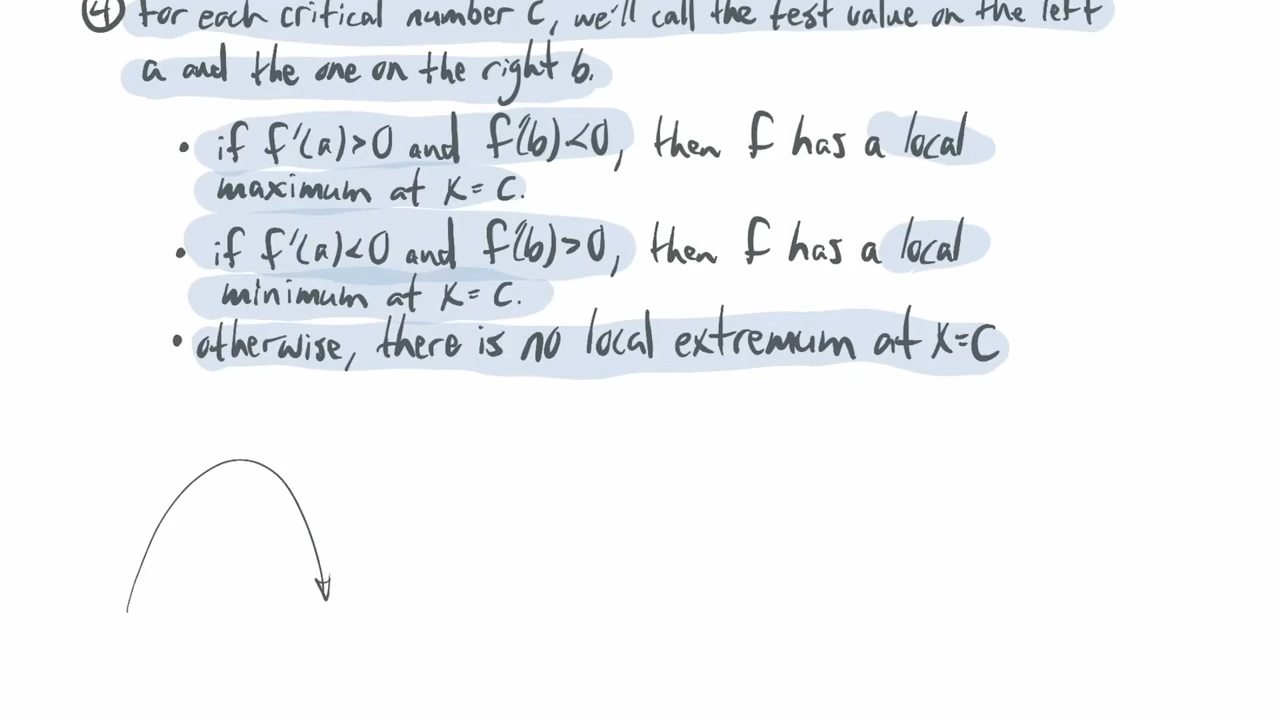 ④ For each critical number c, we'll call the test value on the left
a and the one on the right b.
• if f'(a)>0 and f'(b)<0, then f has a local
maximum at x=c.
• if f'(a)<0 and f'(b)>0, then f has a local
minimum at x=c.
• otherwise, there is no local extremum at x=c